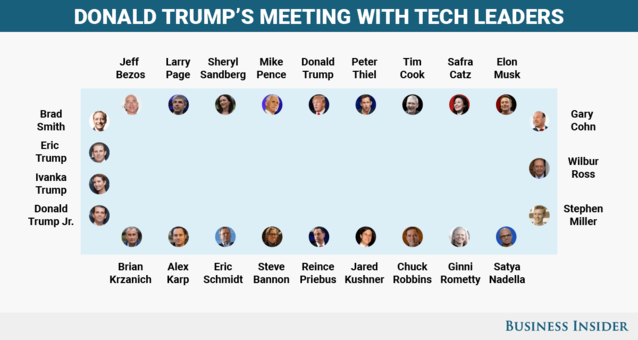 DONALD TRUMP'S MEETING WITH TECH LEADERS
Jeff
Bezos
Larry
Page
Sheryl
Sandberg
Mike
Pence
Donald
Trump
Peter
Thiel
Tim
Cook
Safra
Catz
Elon
Musk
Brad
Smith
Eric
Trump
Ivanka
Trump
Donald
Trump Jr.
Gary
Cohn
Wilbur
Ross
Stephen
Miller
Brian
Krzanich
Alex
Karp
Eric
Schmidt
Steve
Bannon
Reince
Priebus
Jared
Kushner
Chuck
Robbins
Ginni
Rometty
Satya
Nadella
BUSINESS INSIDER